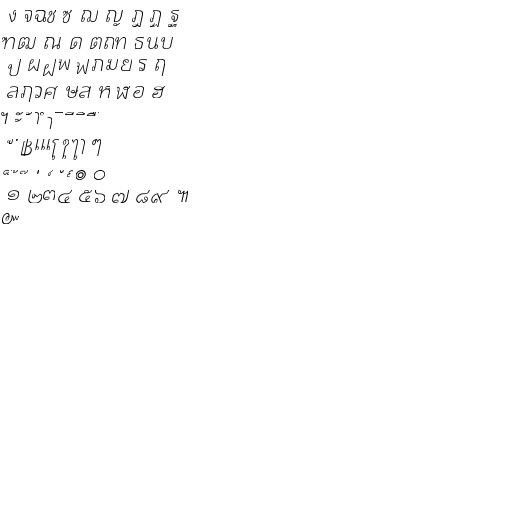 ง จฉช ซ ฌ ญ ฎ ฏ ฐ
ฑฒ ณ ด ตถท ธนบ
ป ผฝพ ฟภมย ร ฤ
ลฦวศ ษส ห ฬอ ฮ
ฯ ะ ั า ำ ิ ี ึ ื
ุ ู ฿เแโใไๅ ๆ
็ ่ ้ ๊ ๋ ์ ํ ๎ ๏ ๐
๑ ๒๓๔ ๕๖ ๗ ๘๙ ๚
๛